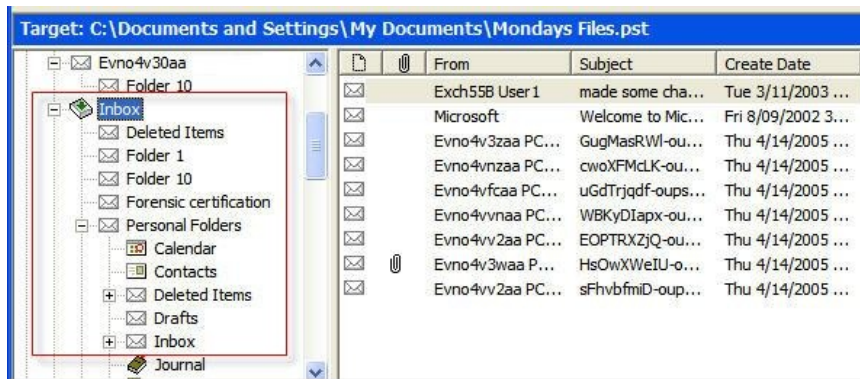 Target: C:\Documents and Settings\My Documents\Mondays Files.pst
Evno4v30aa
Folder 10
Inbox
Deleted Items
Folder 1
Folder 10
Forensic certification
Personal Folders
Calendar
Contacts
Deleted Items
Drafts
Inbox
Journal
From Subject Create Date
Exch55B User1 made some cha... Tue 3/11/2003 ...
Microsoft Welcome to Mic... Fri 8/09/2002 3...
Evno4v3zaa PC... GugMasRWl-ou... Thu 4/14/2005 ...
Evno4vnzaa PC... cwoXFMcLK-ou... Thu 4/14/2005 ...
Evno4vfcaa PC... uGdTrjqdf-oups... Thu 4/14/2005 ...
Evno4vvnaa PC... WBKyDIapx-ou... Thu 4/14/2005 ...
Evno4vv2aa PC... EOPTRXZjQ-ou... Thu 4/14/2005 ...
Evno4v3waa P... HsOwXWeIU-o... Thu 4/14/2005 ...
Evno4vv2aa PC... sFhvbfmiD-oup... Thu 4/14/2005 ...